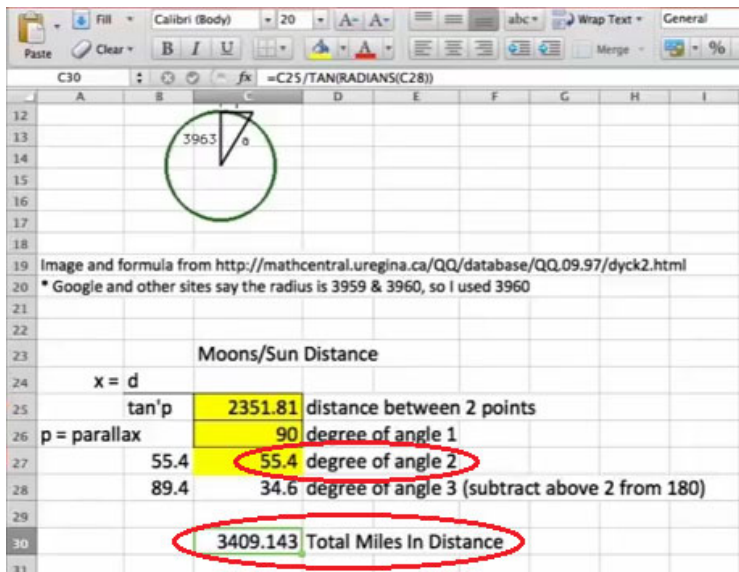 Fill Calibri (Body) 20 A- A- abc Wrap Text General
Paste Clear B I U A Merge %
C30 fx =C25/TAN(RADIANS(C28))
A B C D E F G H I
12
13 3963
14
15
16
17
18
19 Image and formula from http://mathcentral.uregina.ca/QQ/database/QQ.09.97/dyck2.html
20 * Google and other sites say the radius is 3959 & 3960, so I used 3960
21
22
23 Moons/Sun Distance
24 x = d
25 tan'p 2351.81 distance between 2 points
26 p = parallax 90 degree of angle 1
27 55.4 55.4 degree of angle 2
28 89.4 34.6 degree of angle 3 (subtract above 2 from 180)
29
30 3409.143 Total Miles In Distance
31